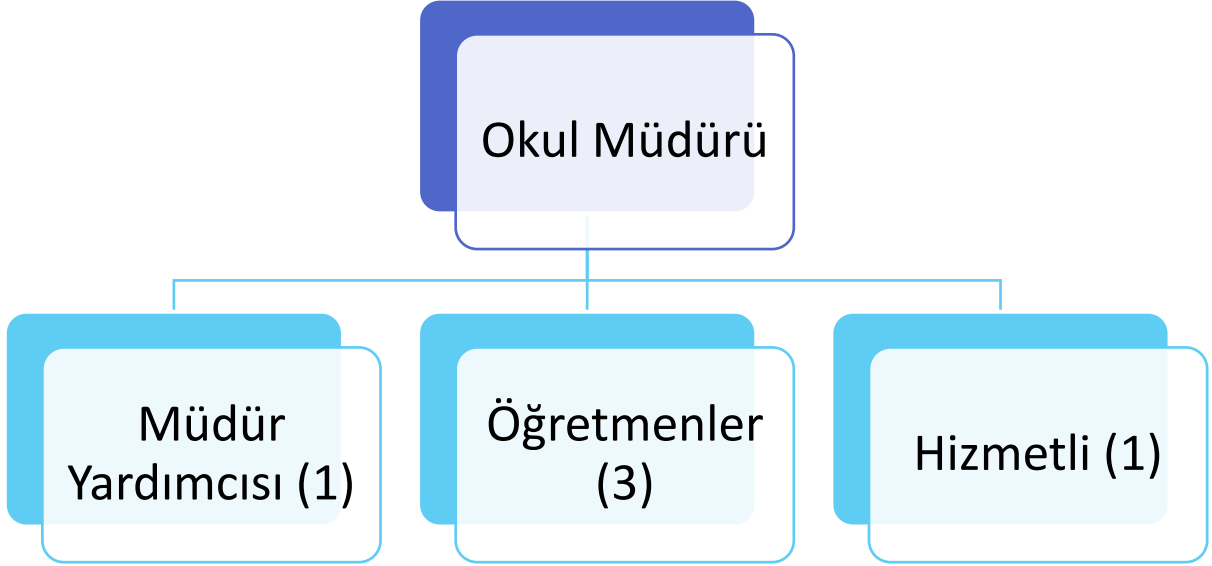 Okul Müdürü
Müdür
Yardımcısı (1)
Öğretmenler
(3)
Hizmetli (1)